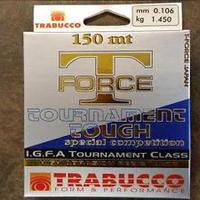 TRABUCCO
mm 0.106
kg 1.450
150 mt
T
FORCE
T-FORCE JAPAN
TOURNAMENT
TOUGH
special competition
I.G.F.A TOURNAMENT CLASS
TRABUCCO
FORM & PERFORMANCE